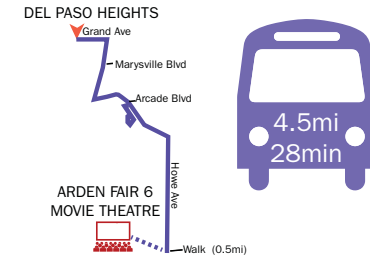 DEL PASO HEIGHTS
Grand Ave
Marysville Blvd
Arcade Blvd
4.5mi
28min
Howe Ave
ARDEN FAIR 6
MOVIE THEATRE
Walk (0.5mi)